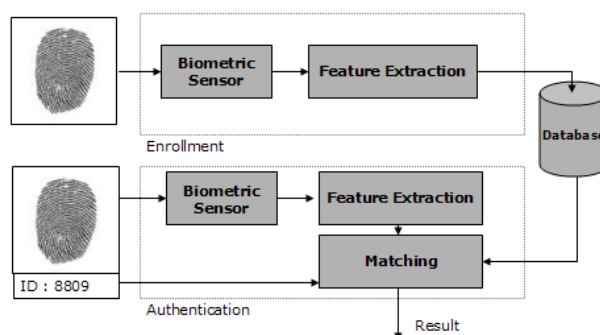 Biometric
Sensor
Feature Extraction
Enrollment
Database
Biometric
Sensor
Feature Extraction
Matching
ID : 8809
Authentication
Result